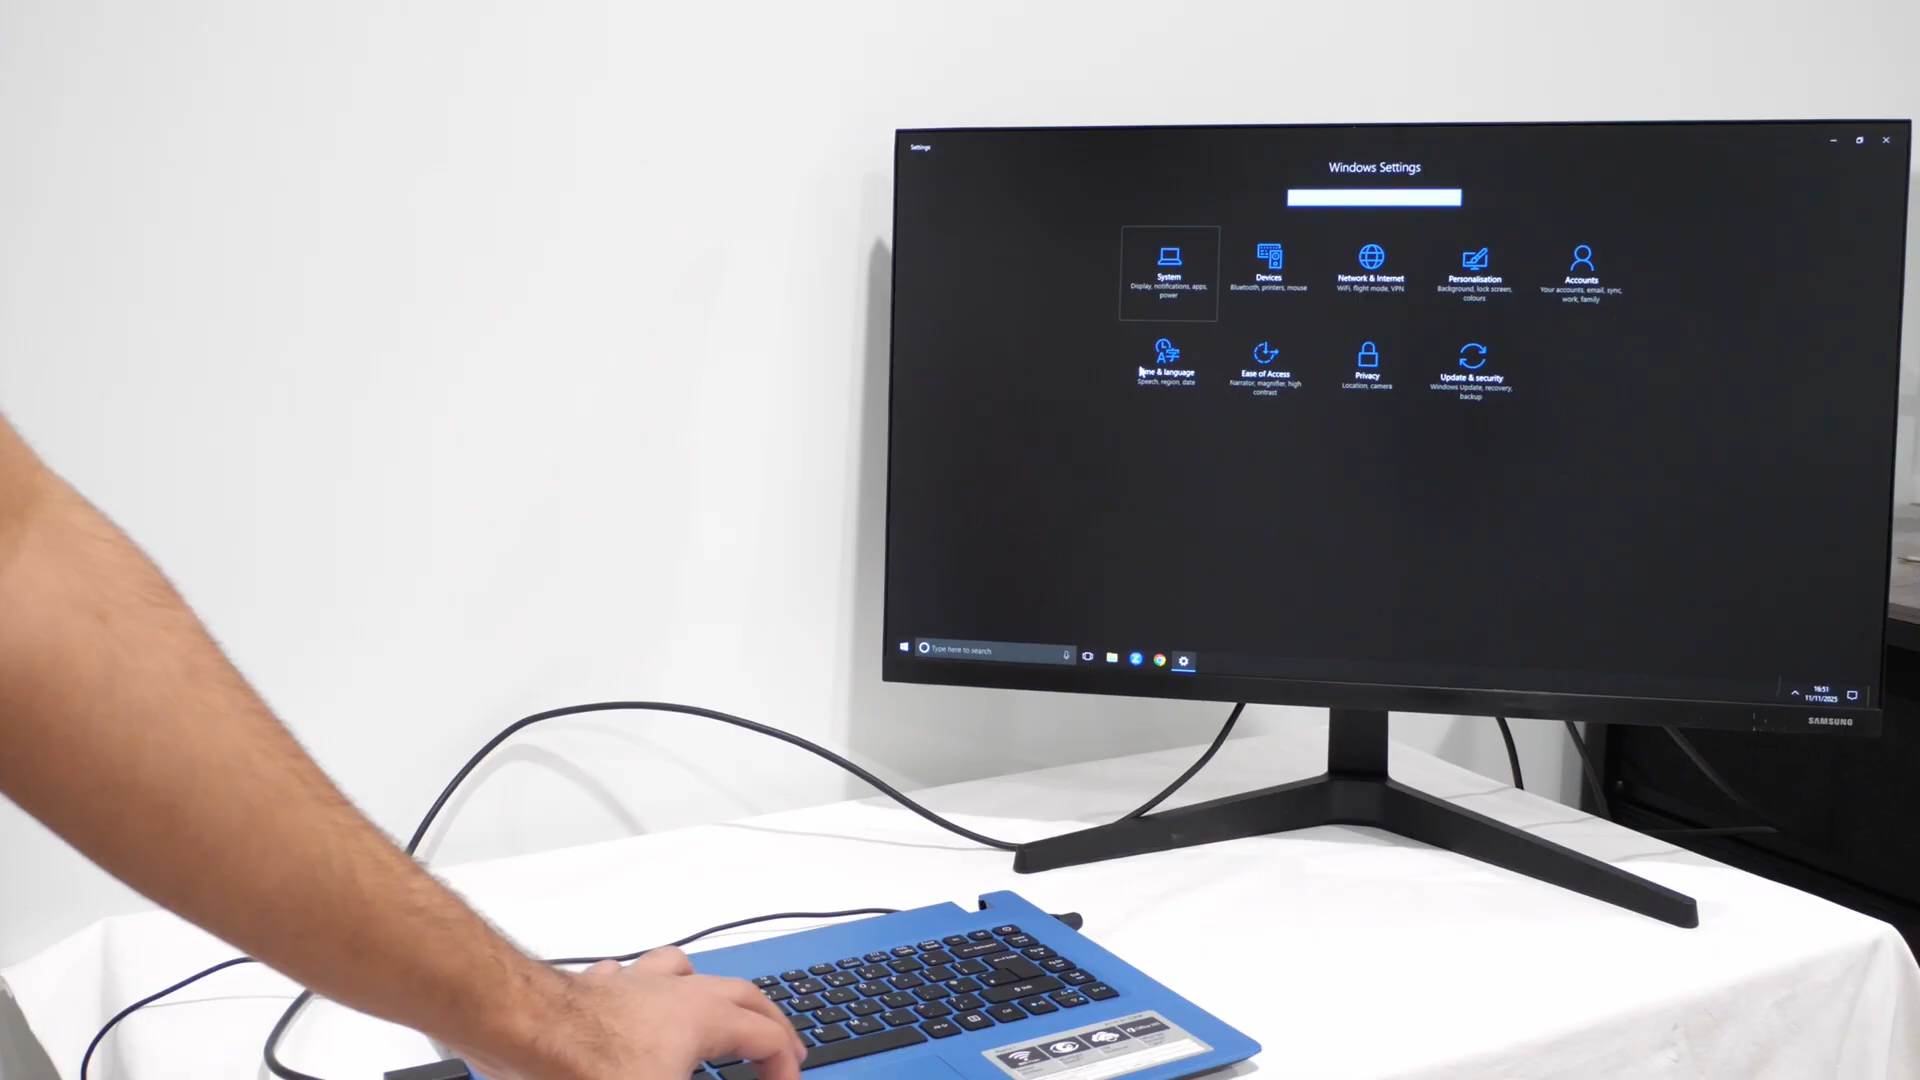 Settings
Windows Settings
System
Display, notifications, apps,
power
Devices
Bluetooth, printers, mouse
Network & Internet
WiFi, flight mode, VPN
Personalisation
Background, lock screen,
colours
Accounts
Your accounts, email, sync,
work, family
me & language
Speech, region, date
Ease of Access
Narrator, magnifier, high
contrast
Privacy
Location, camera
Update & security
Windows Update, recovery,
backup
Type here to search
16:51
11/11/2025
SAMSUNG